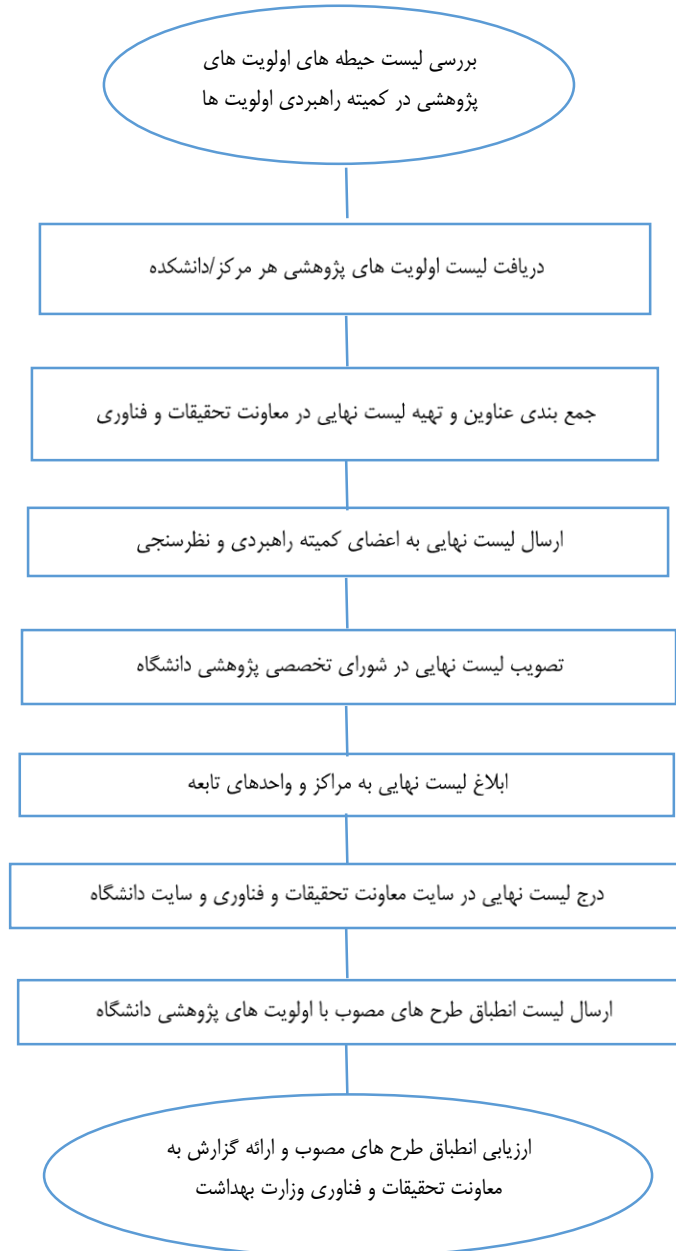 بررسی لیست حیطه های اولویت های
پژوهشی در کمیته راهبردی اولویت ها
دریافت لیست اولویت های پژوهشی هر مرکز/دانشکده
جمع بندی عناوین و تهیه لیست نهایی در معاونت تحقیقات و فناوری
ارسال لیست نهایی به اعضای کمیته راهبردی و نظرسنجی
تصویب لیست نهایی در شورای تخصصی پژوهشی دانشگاه
ابلاغ لیست نهایی به مراکز و واحدهای تابعه
درج لیست نهایی در سایت معاونت تحقیقات و فناوری و سایت دانشگاه
ارسال لیست انطباق طرح های مصوب با اولویت های پژوهشی دانشگاه
ارزیابی انطباق طرح های مصوب و ارائه گزارش به
معاونت تحقیقات و فناوری وزارت بهداشت